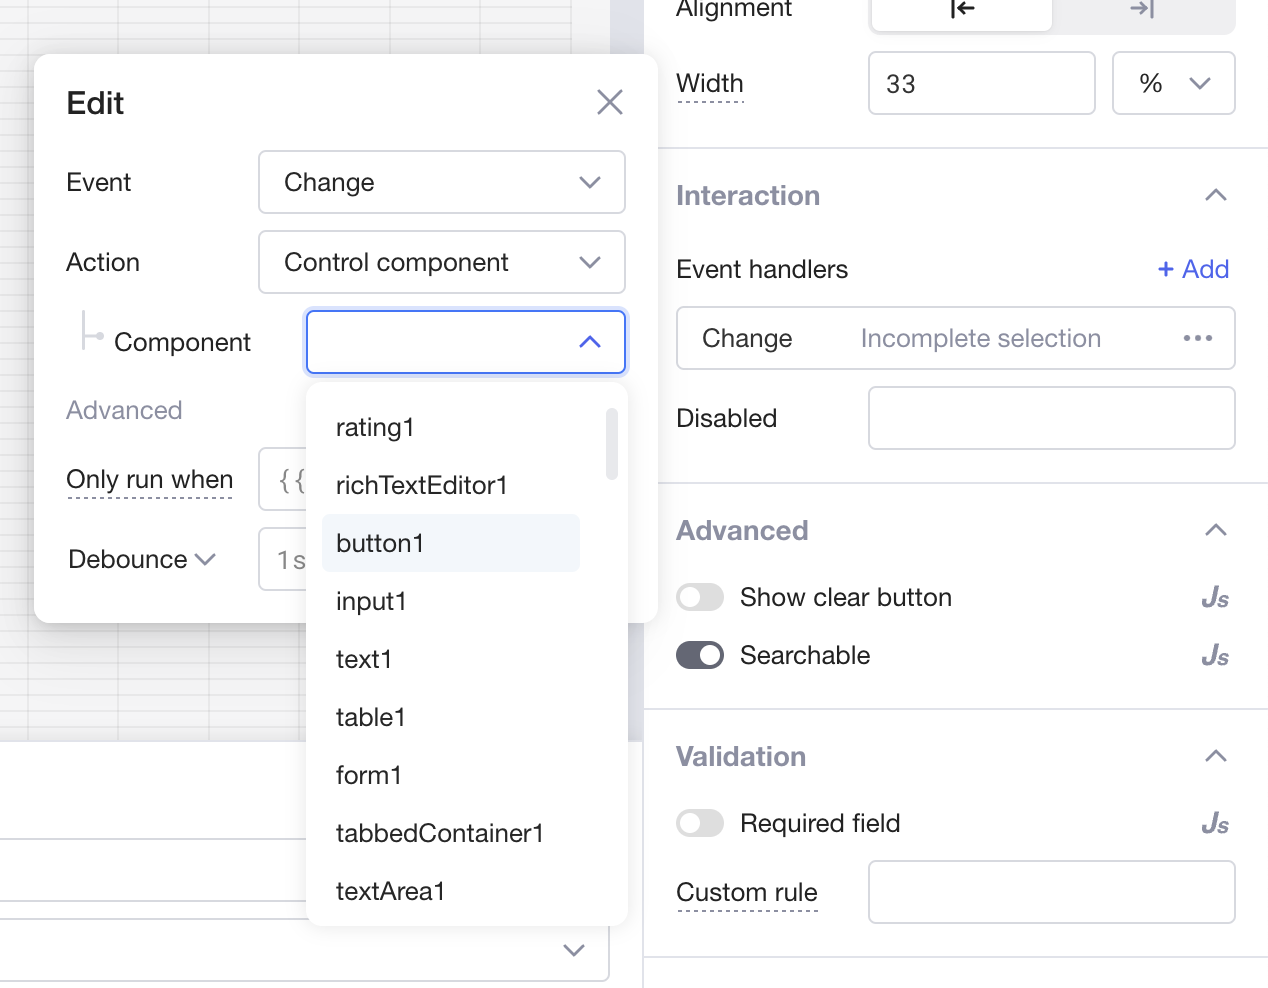 Edit
Event
Change
Action
Control component
Component
Advanced
Only run when
{{
Debounce
1s
rating1
richTextEditor1
button1
input1
text1
table1
form1
tabbedContainer1
textArea1
Alignment
Width
33
%
Interaction
Event handlers
+ Add
Change
Incomplete selection
Disabled
Advanced
Show clear button
Js
Searchable
Js
Validation
Required field
Js
Custom rule